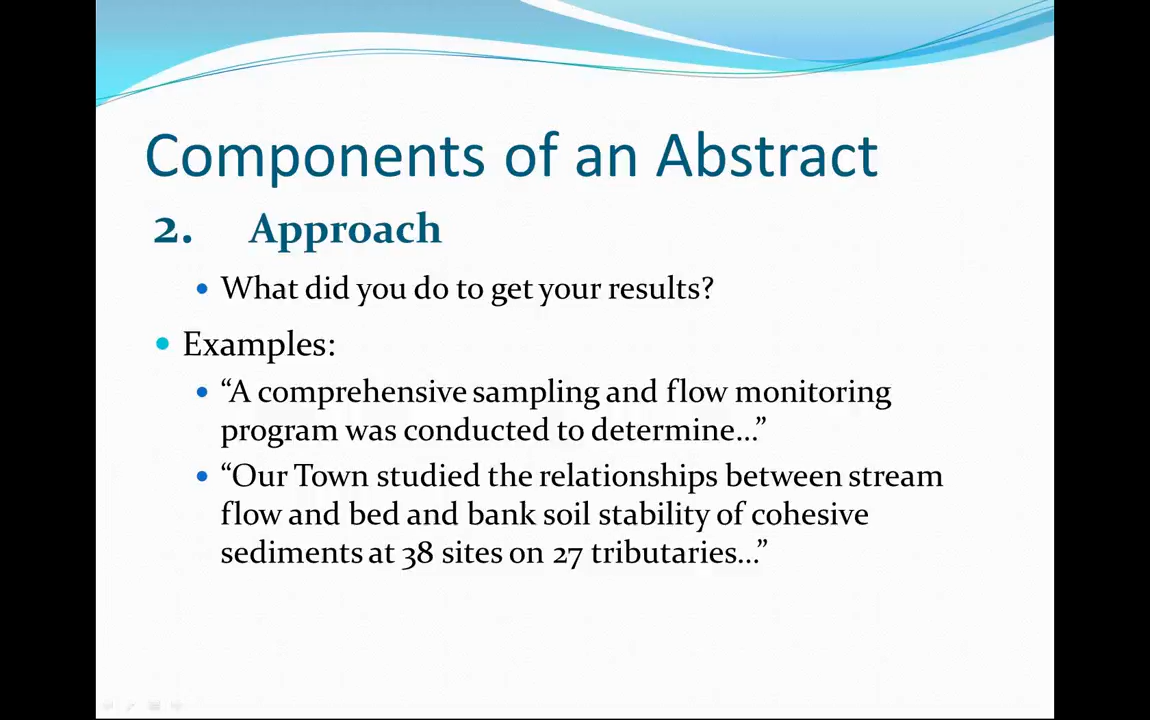 Components of an Abstract
2. Approach
• What did you do to get your results?
• Examples:
• “A comprehensive sampling and flow monitoring
program was conducted to determine…”
• “Our Town studied the relationships between stream
flow and bed and bank soil stability of cohesive
sediments at 38 sites on 27 tributaries…”